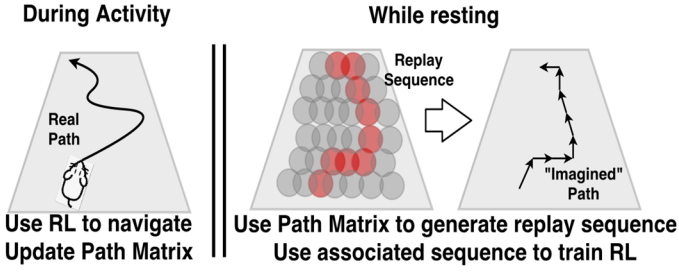 During Activity
While resting
Real
Path
Replay
Sequence
"Imagined"
Path
Use RL to navigate
Update Path Matrix
Use Path Matrix to generate replay sequence
Use associated sequence to train RL